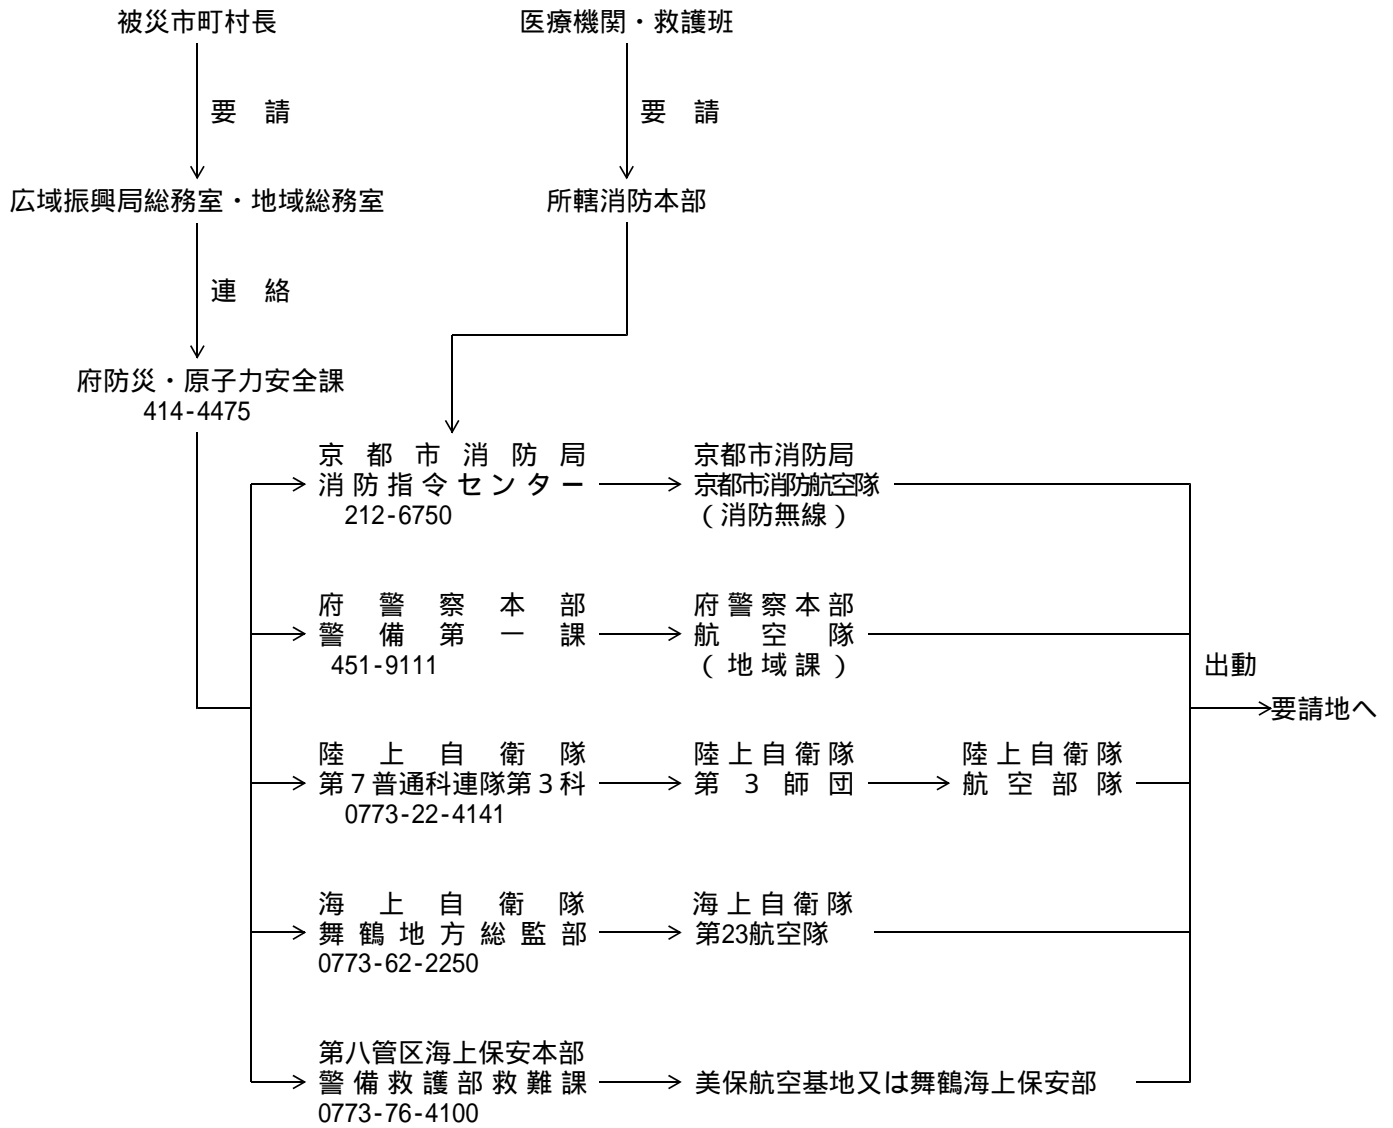 被災市町村長
医療機関・救護班
要 請
要 請
広域振興局総務室・地域総務室
所轄消防本部
連 絡
府防災・原子力安全課
414-4475
京都市消防局
消防指令センター
212-6750
京都市消防局
京都市消防航空隊
(消防無線)
府警察本部
警備第一課
451-9111
府警察本部
航空隊
(地域課)
出動
要請地へ
陸上自衛隊
第7普通科連隊第3科
0773-22-4141
陸上自衛隊
第3師団
陸上自衛隊
航空部隊
海上自衛隊
舞鶴地方総監部
0773-62-2250
海上自衛隊
第23航空隊
第八管区海上保安本部
警備救護部救難課
0773-76-4100
美保航空基地又は舞鶴海上保安部